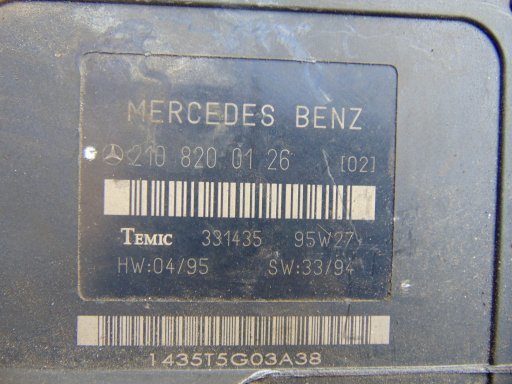 MERCEDES BENZ
210 820 01 26 [02]
TEMIC 331435 95W27
HW:04/95 SW:33/94
1435T5G03A38